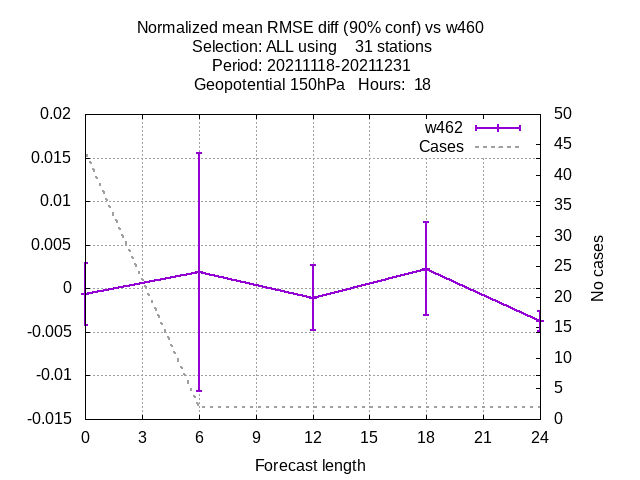 Normalized mean RMSE diff (90% conf) vs w460
Selection: ALL using    31 stations
Period: 20211118-20211231
Geopotential 150hPa   Hours:  18
w462
Cases
0.02
0.015
0.01
0.005
0
-0.005
-0.01
-0.015
50
45
40
35
30
25
20
15
10
5
0
No cases
0 3 6 9 12 15 18 21 24
Forecast length